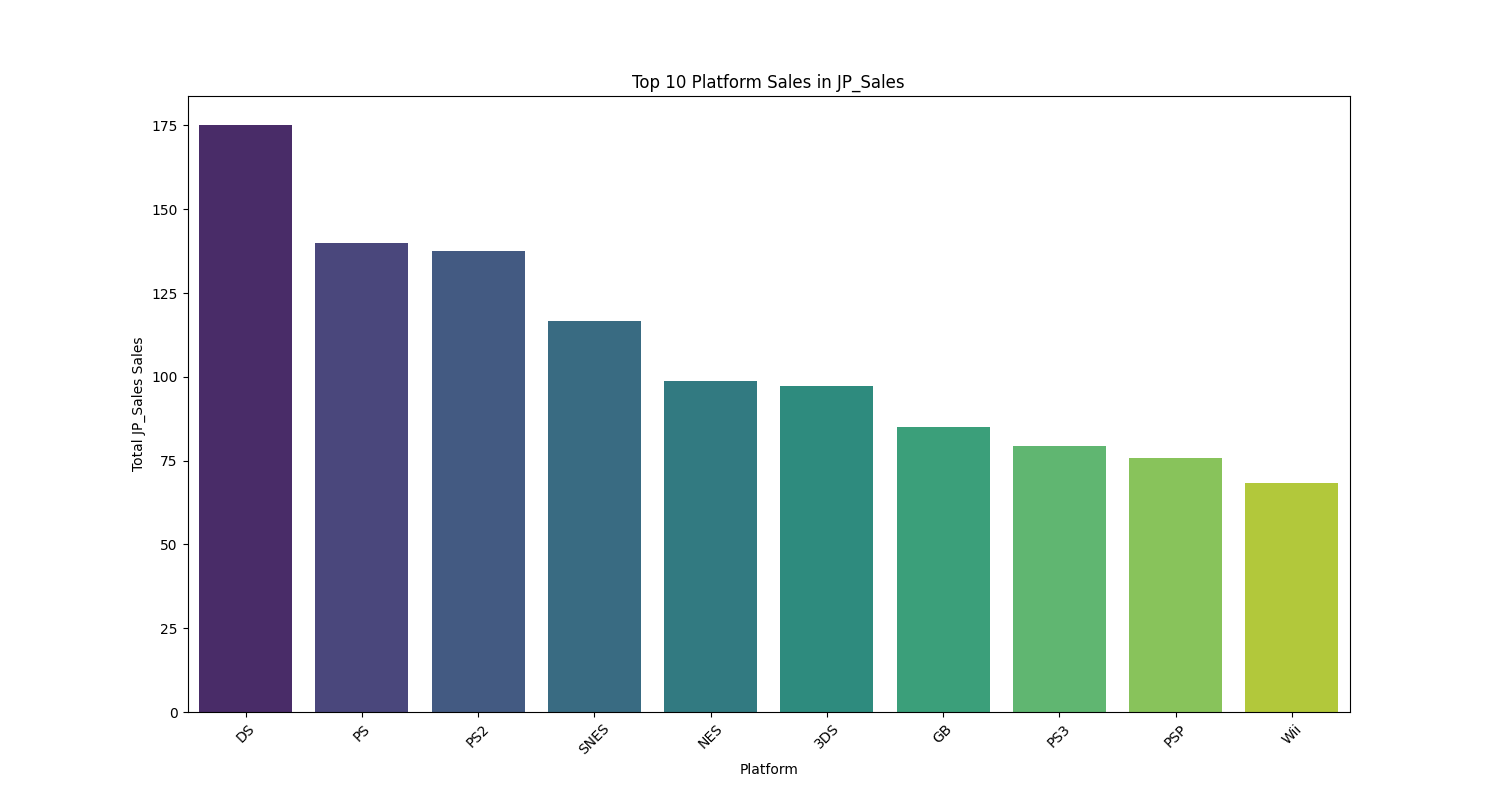 Top 10 Platform Sales in JP_Sales
Total JP_Sales Sales
175
150
125
100
75
50
25
0
DS
PS
PS2
SNES
NES
3DS
GB
PS3
PSP
Wii
Platform